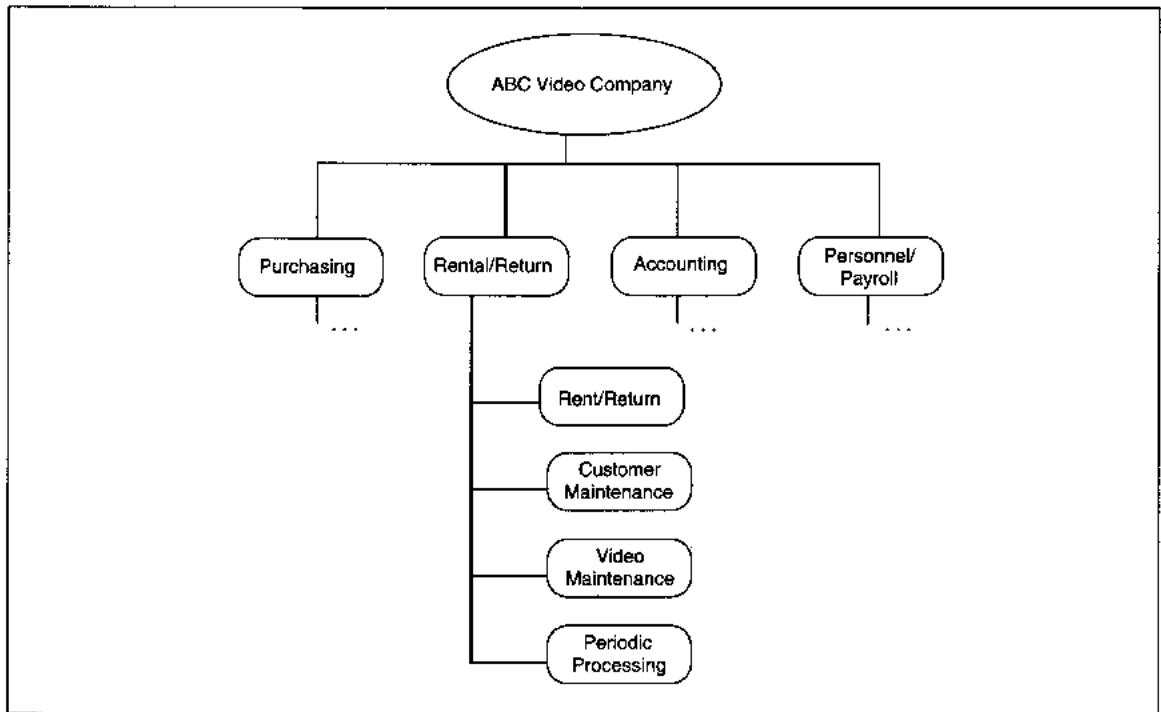 ABC Video Company
Purchasing
Rental/Return
Accounting
Personnel/
Payroll
. . .
. . .
. . .
Rent/Return
Customer
Maintenance
Video
Maintenance
Periodic
Processing